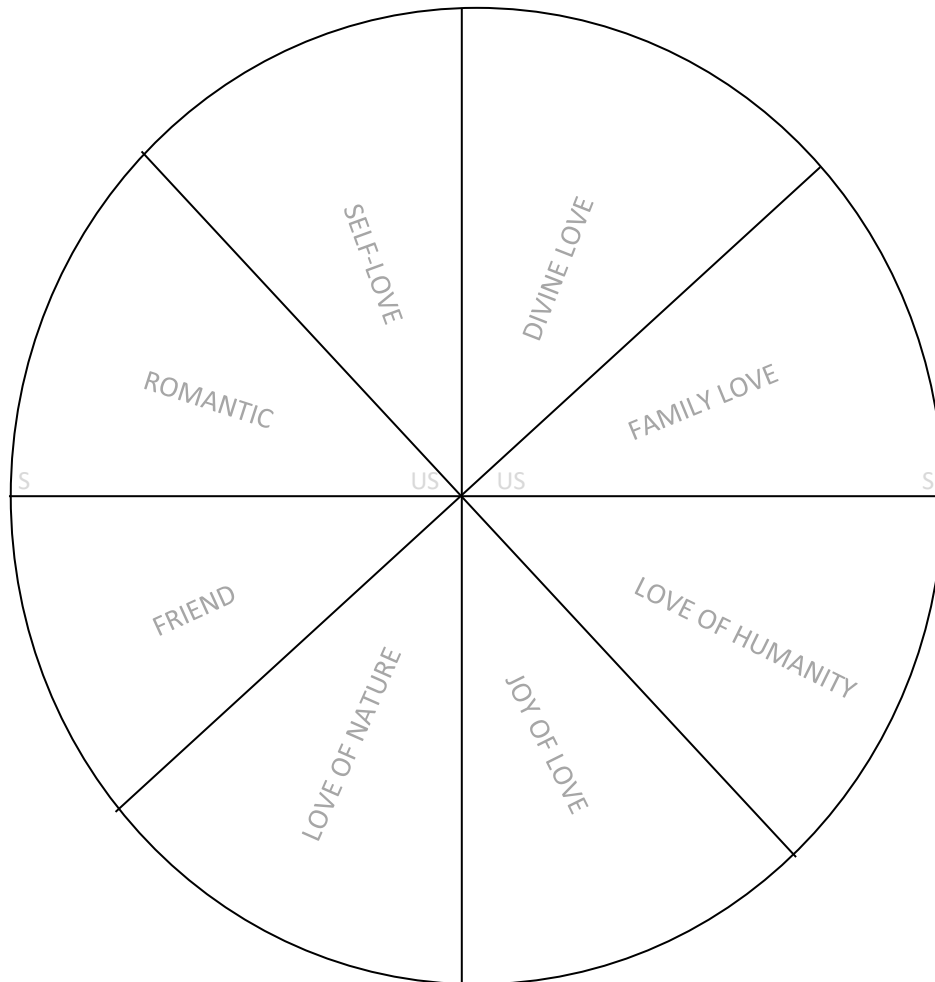 SELF-LOVE
DIVINE LOVE
ROMANTIC
FAMILY LOVE
S
US
US
S
FRIEND
LOVE OF HUMANITY
LOVE OF NATURE
JOY OF LOVE